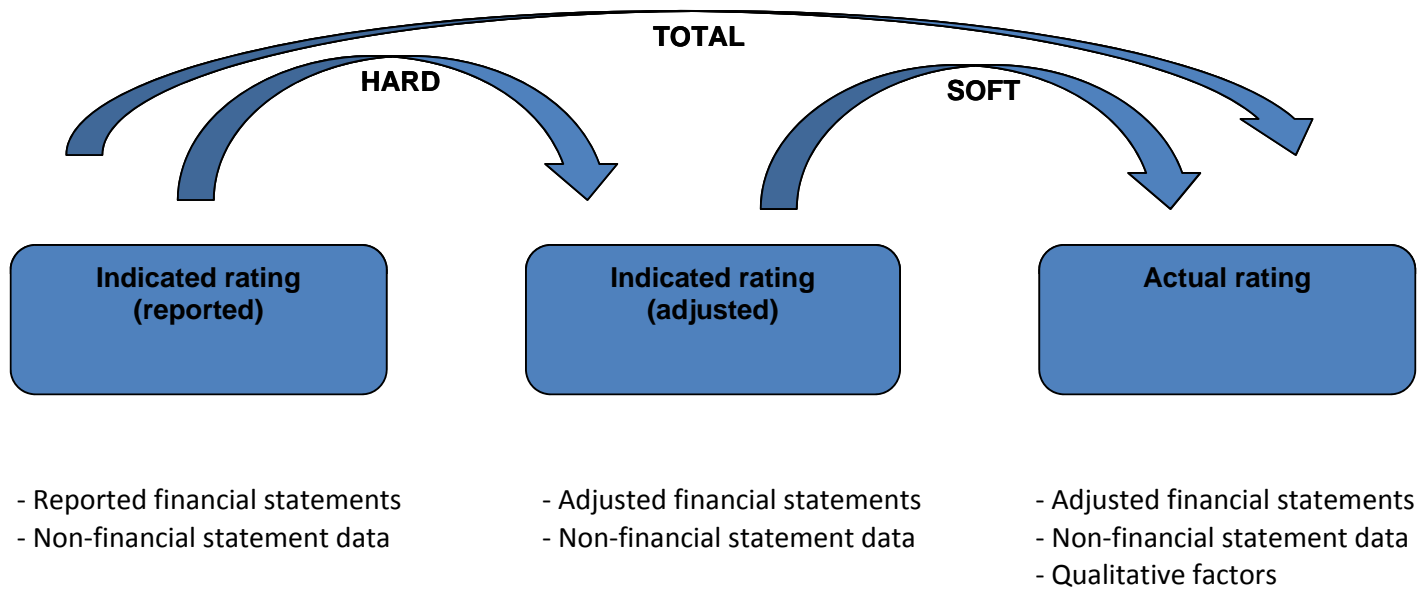 TOTAL
HARD
SOFT
Indicated rating
(reported)
Indicated rating
(adjusted)
Actual rating
- Reported financial statements
- Non-financial statement data
- Adjusted financial statements
- Non-financial statement data
- Adjusted financial statements
- Non-financial statement data
- Qualitative factors